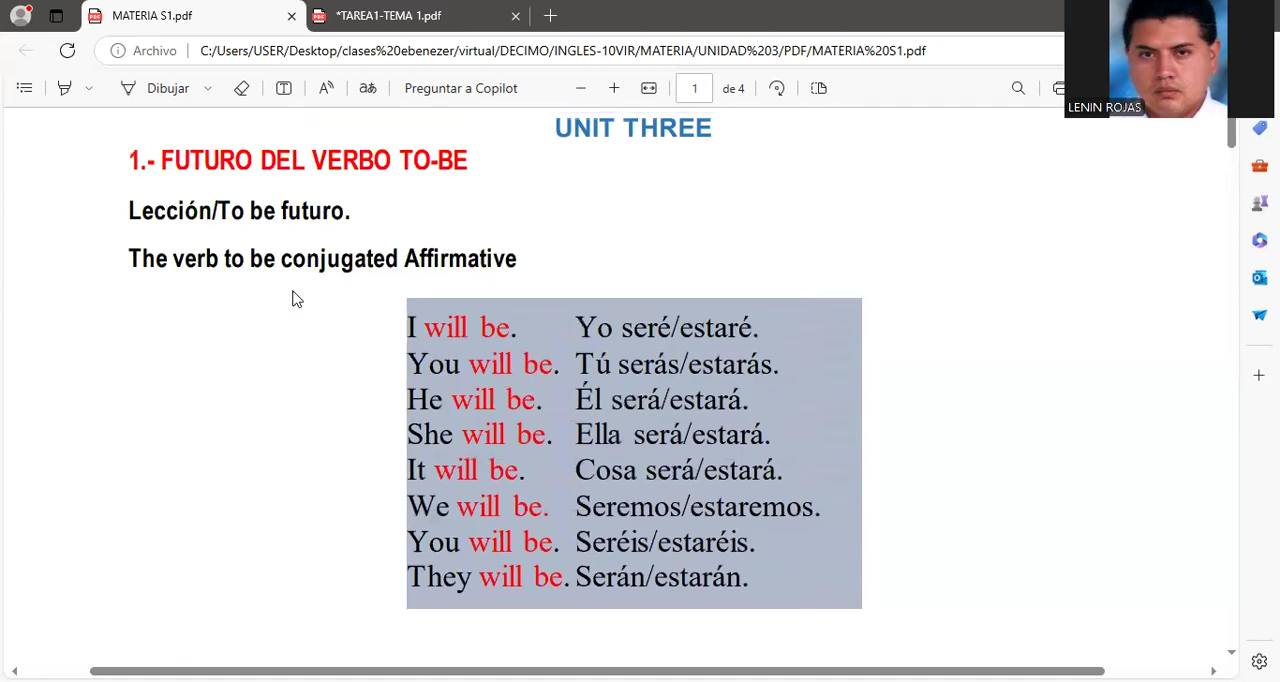 MATERIA S1.pdf
*TAREA1-TEMA 1.pdf
Archivo C:/Users/USER/Desktop/clases%20ebenezer/virtual/DECIMO/INGLES-10VIR/MATERIA/UNIDAD%203/PDF/MATERIA%20S1.pdf
Dibujar Preguntar a Copilot 1 de 4
LENIN ROJAS
UNIT THREE
1.- FUTURO DEL VERBO TO-BE
Lección/To be futuro.
The verb to be conjugated Affirmative
I will be. Yo seré/estaré.
You will be. Tú serás/estarás.
He will be. Él será/estará.
She will be. Ella será/estará.
It will be. Cosa será/estará.
We will be. Seremos/estaremos.
You will be. Seréis/estaréis.
They will be. Serán/estarán.